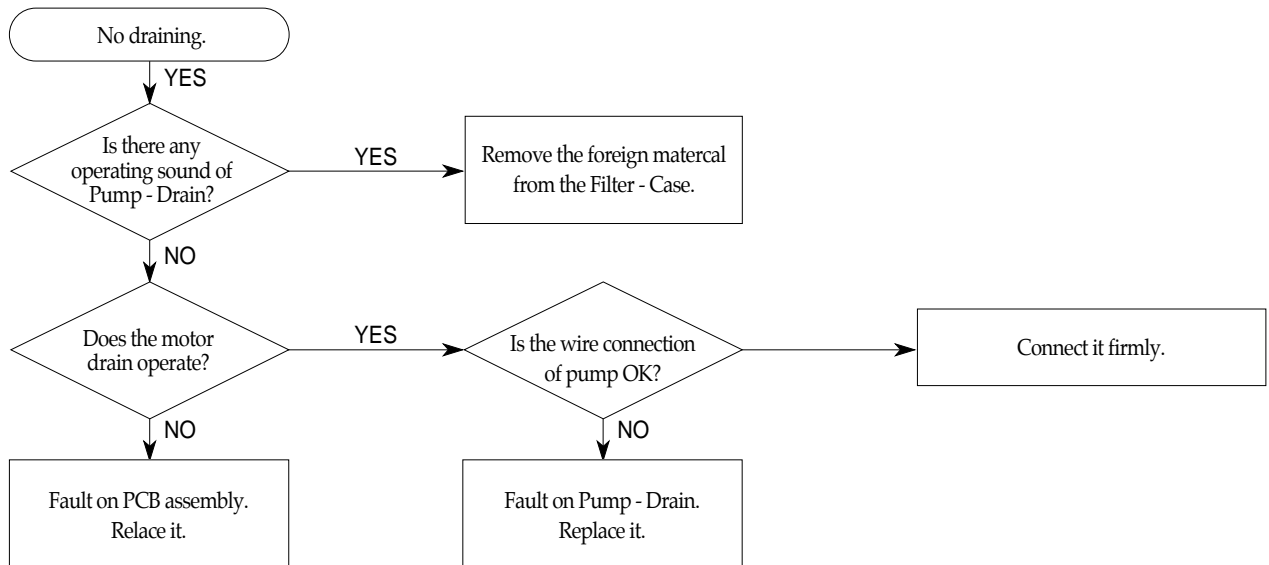 No draining.
YES
Is there any
operating sound of
Pump - Drain?
YES
Remove the foreign matercal
from the Filter - Case.
NO
Does the motor
drain operate?
YES
Is the wire connection
of pump OK?
Connect it firmly.
NO
Fault on PCB assembly.
Relace it.
NO
Fault on Pump - Drain.
Replace it.